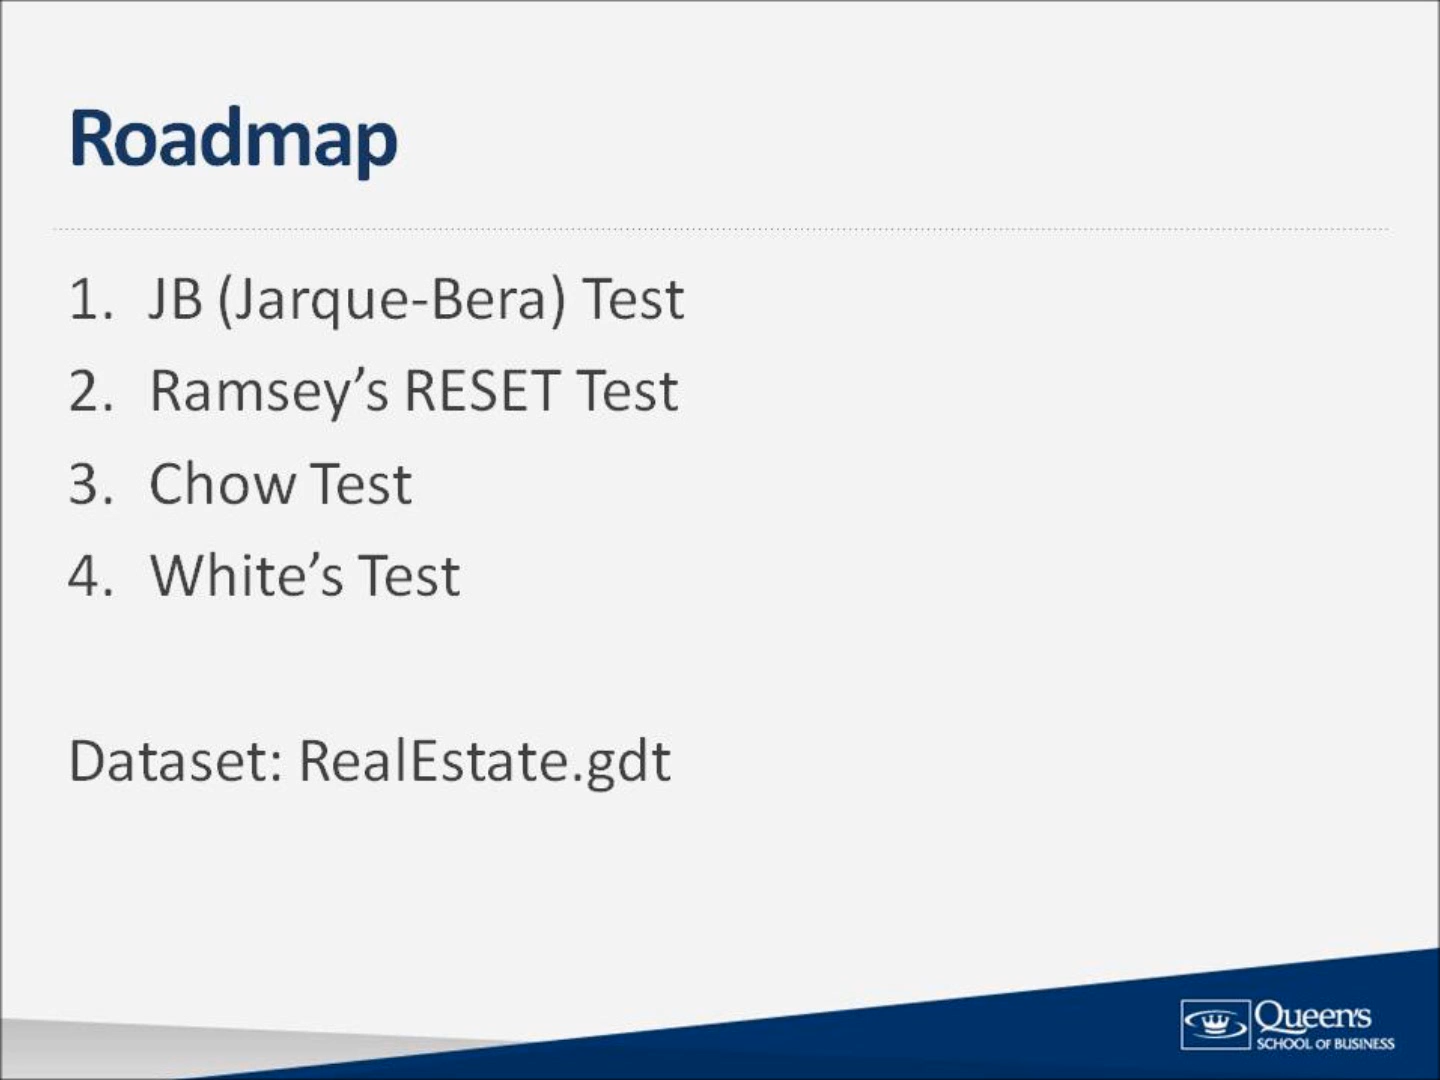 Roadmap
1. JB (Jarque-Bera) Test
2. Ramsey’s RESET Test
3. Chow Test
4. White’s Test
Dataset: RealEstate.gdt
Queen's
SCHOOL OF BUSINESS